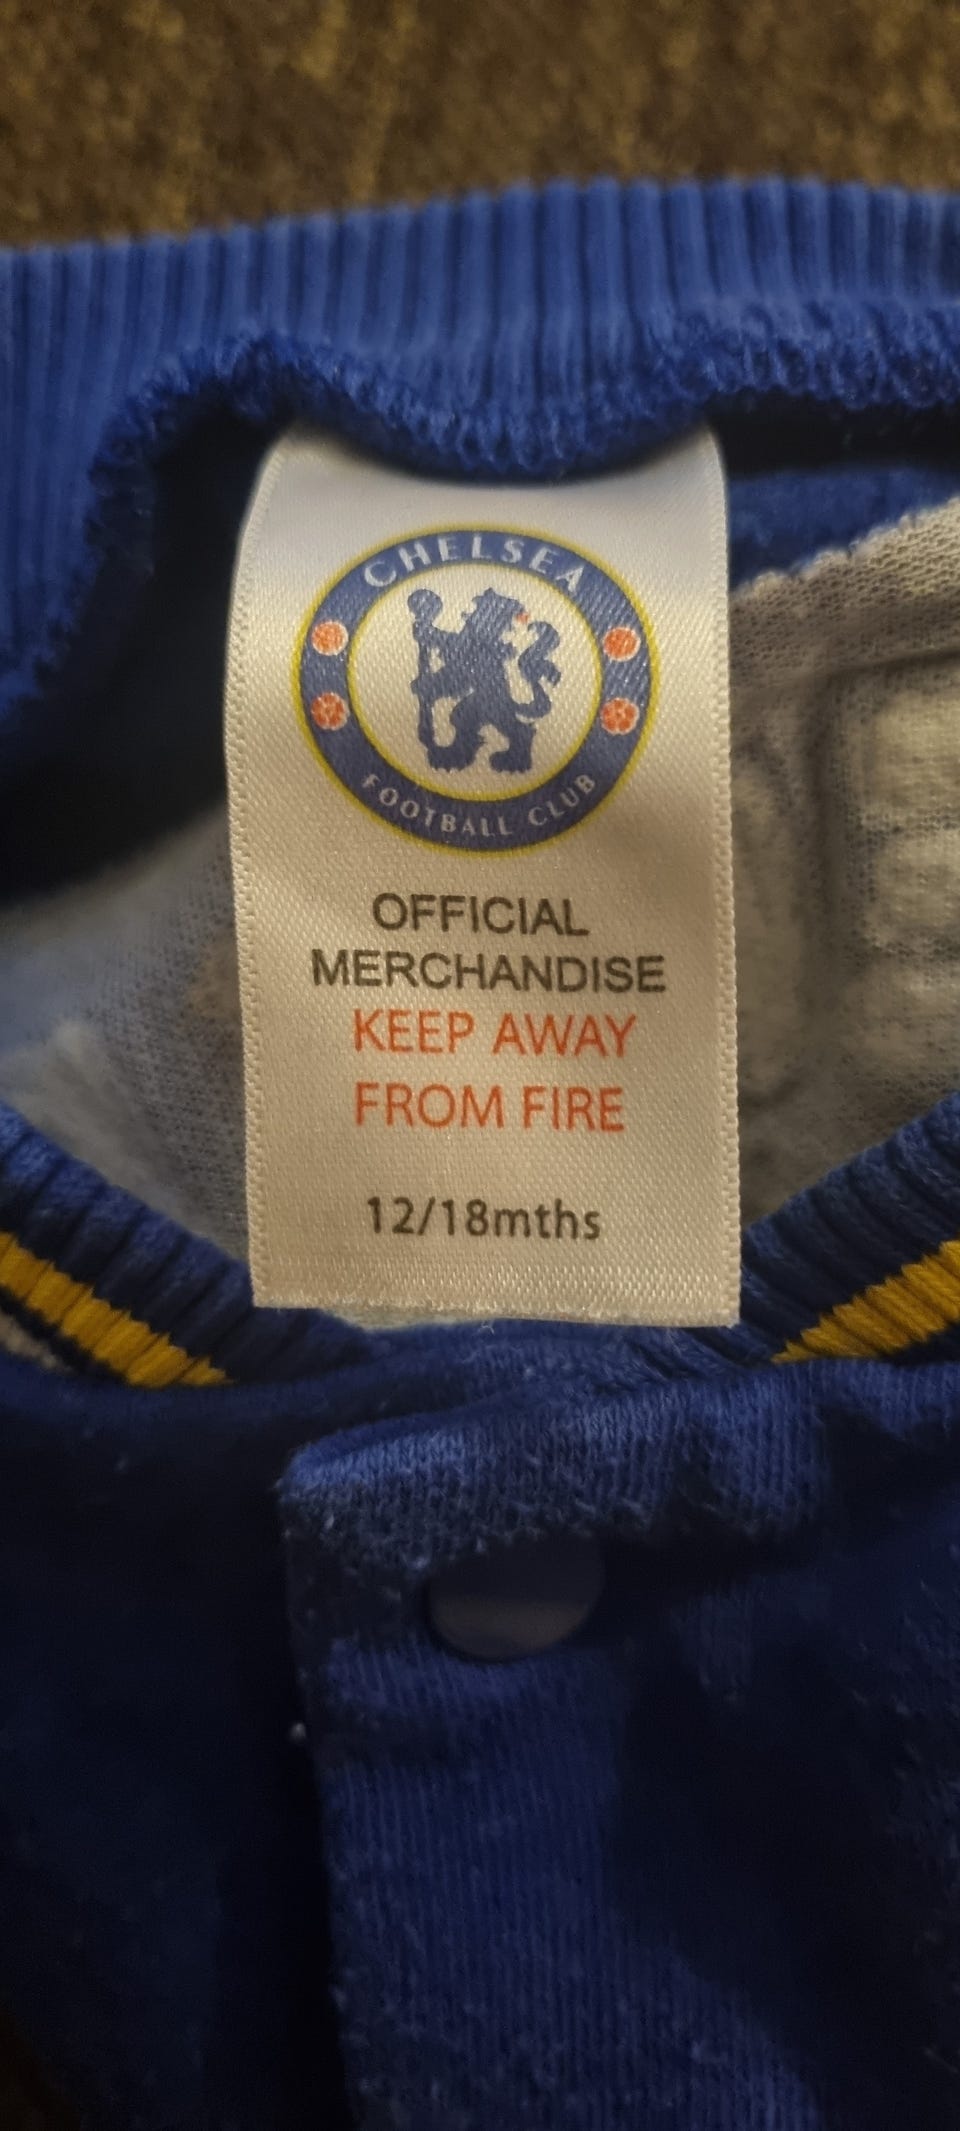 CHELSEA
FOOTBALL CLUB
OFFICIAL
MERCHANDISE
KEEP AWAY
FROM FIRE
12/18mths